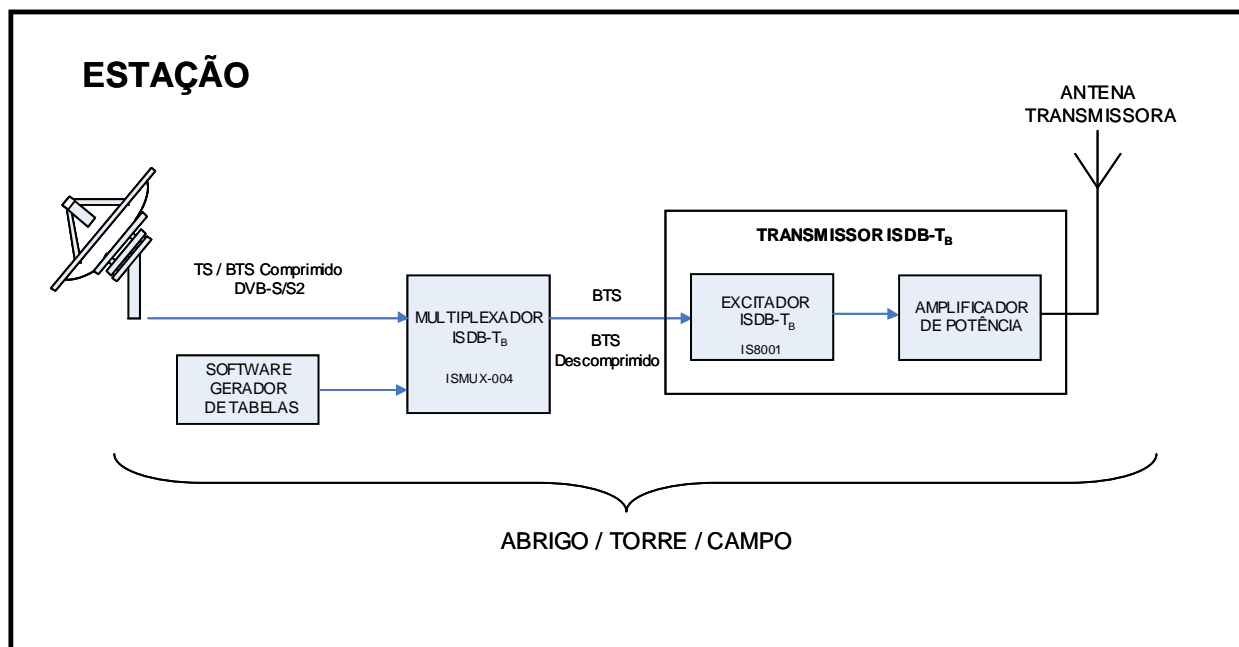 ESTAÇÃO
ANTENA
TRANSMISSORA
TRANSMISSOR ISDB-TB
TS / BTS Comprimido
DVB-S/S2
MULTIPLEXADOR
ISDB-TB
ISMUX-004
BTS
BTS
Descomprimido
EXCITADOR
ISDB-TB
IS8001
AMPLIFICADOR
DE POTÊNCIA
SOFTWARE
GERADOR
DE TABELAS
ABRIGO / TORRE / CAMPO